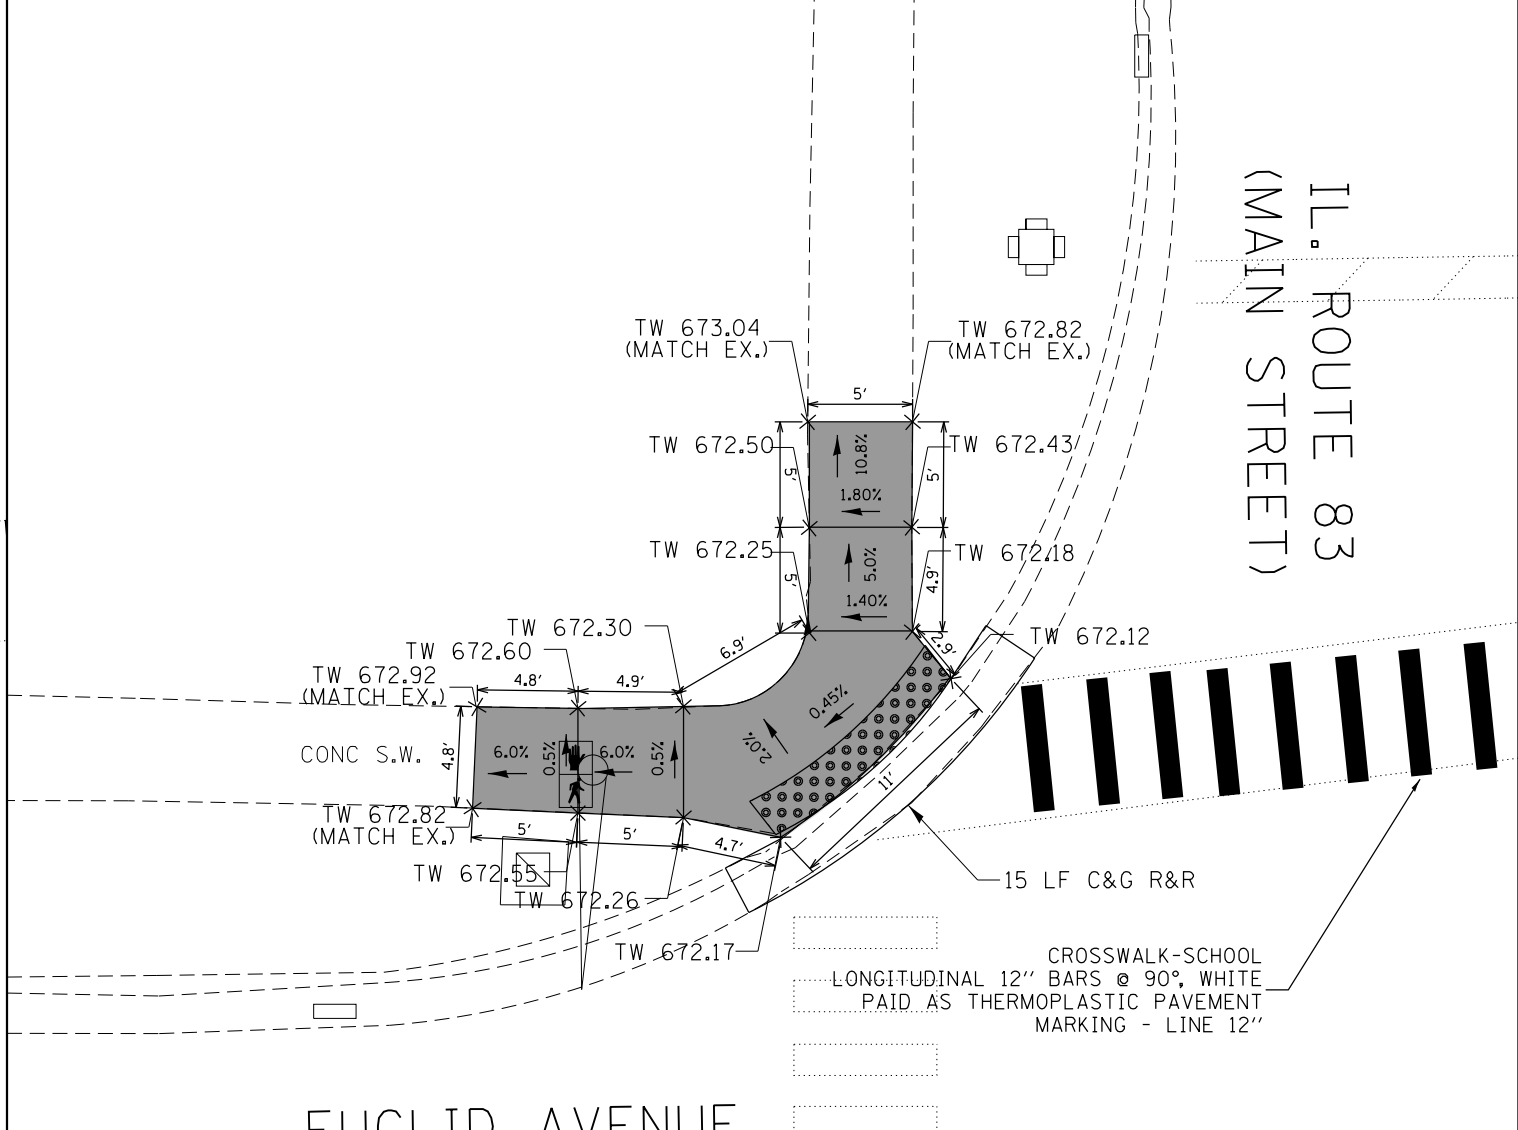 IL. ROUTE 83
(MAIN STREET)
TW 673.04
(MATCH EX.)
TW 672.82
(MATCH EX.)
5'
TW 672.50
TW 672.43
10.8%
5'
5'
1.80%
TW 672.25
TW 672.18
5.0%
5'
4.9'
1.40%
TW 672.30
6.9'
2.9'
TW 672.12
TW 672.60
TW 672.92
(MATCH EX.)
4.8'
4.9'
0.45%
2.0%
CONC S.W.
4.8'
6.0%
0.5%
6.0%
0.5%
11'
TW 672.82
(MATCH EX.)
5'
5'
4.7'
TW 672.55
TW 672.26
15 LF C&G R&R
TW 672.17
CROSSWALK-SCHOOL
LONGITUDINAL 12" BARS @ 90°, WHITE
PAID AS THERMOPLASTIC PAVEMENT
MARKING - LINE 12"
EUCLID AVENUE